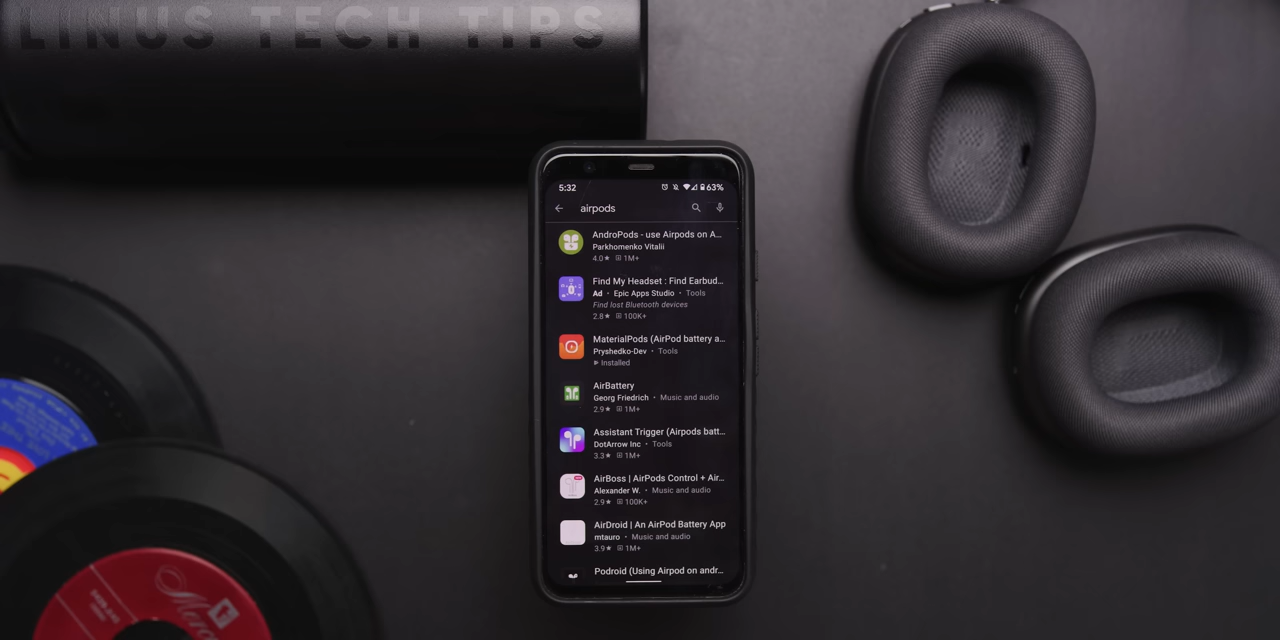 LINUS TECH TIPS
5:32 63%
airpods
AndroPods - use Airpods on A...
Parkhomenko Vitalii
4.0★ 1M+
Find My Headset : Find Earbud...
Ad • Epic Apps Studio • Tools
Find lost Bluetooth devices
2.8★ 100K+
MaterialPods (AirPod battery a...
Pryshedko-Dev • Tools
Installed
AirBattery
Georg Friedrich • Music and audio
2.9★ 1M+
Assistant Trigger (Airpods batt...
DotArrow Inc • Tools
3.3★ 1M+
AirBoss | AirPods Control + Air...
Alexander W. • Music and audio
2.9★ 100K+
AirDroid | An AirPod Battery App
mtauro • Music and audio
3.9★ 1M+
Podroid (Using Airpod on andr...